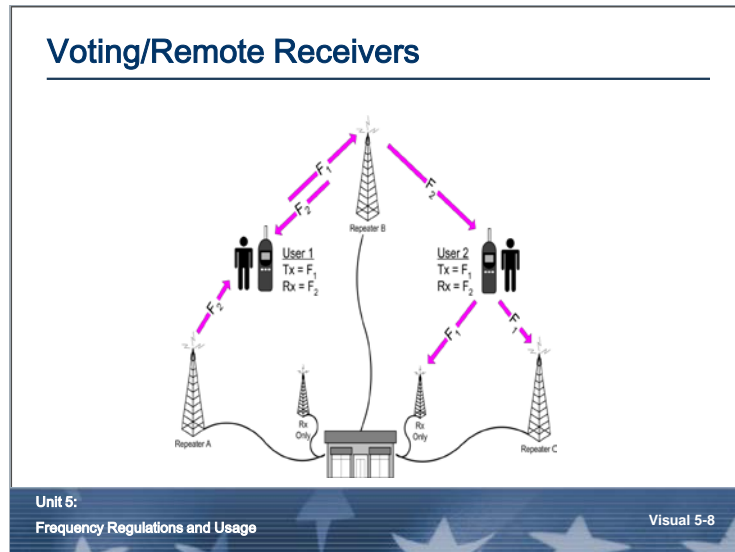 Voting/Remote Receivers
F1
F2
F2
Repeater B
User 1
Tx = F1
Rx = F2
User 2
Tx = F1
Rx = F2
F2
F1
F1
Rx
Only
Rx
Only
Repeater A
Repeater C
Unit 5:
Frequency Regulations and Usage
Visual 5-8